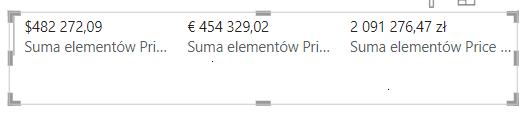 $482 272,09 € 454 329,02 2 091 276,47 zł
Suma elementów Pri... Suma elementów Pri... Suma elementów Price ...